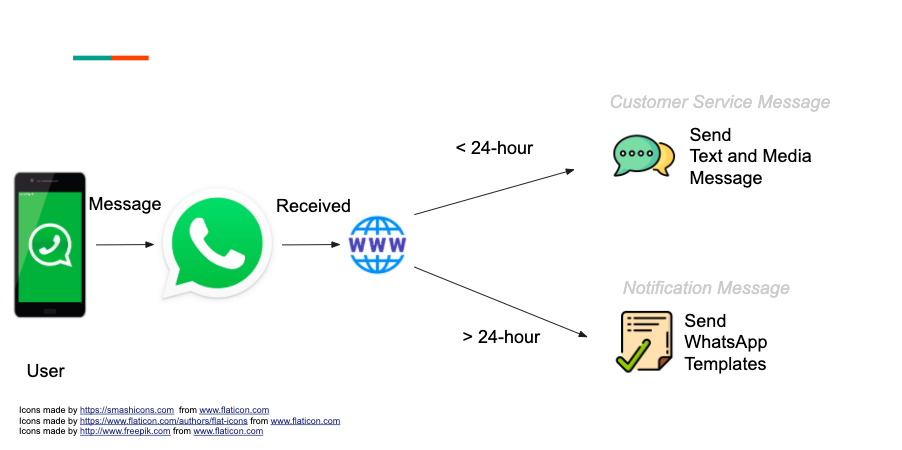 Customer Service Message
Send
Text and Media
Message
< 24-hour
Message
Received
WWW
Notification Message
Send
WhatsApp
Templates
> 24-hour
User
Icons made by https://smashicons.com from www.flaticon.com
Icons made by https://www.flaticon.com/authors/flat-icons from www.flaticon.com
Icons made by http://www.freepik.com from www.flaticon.com